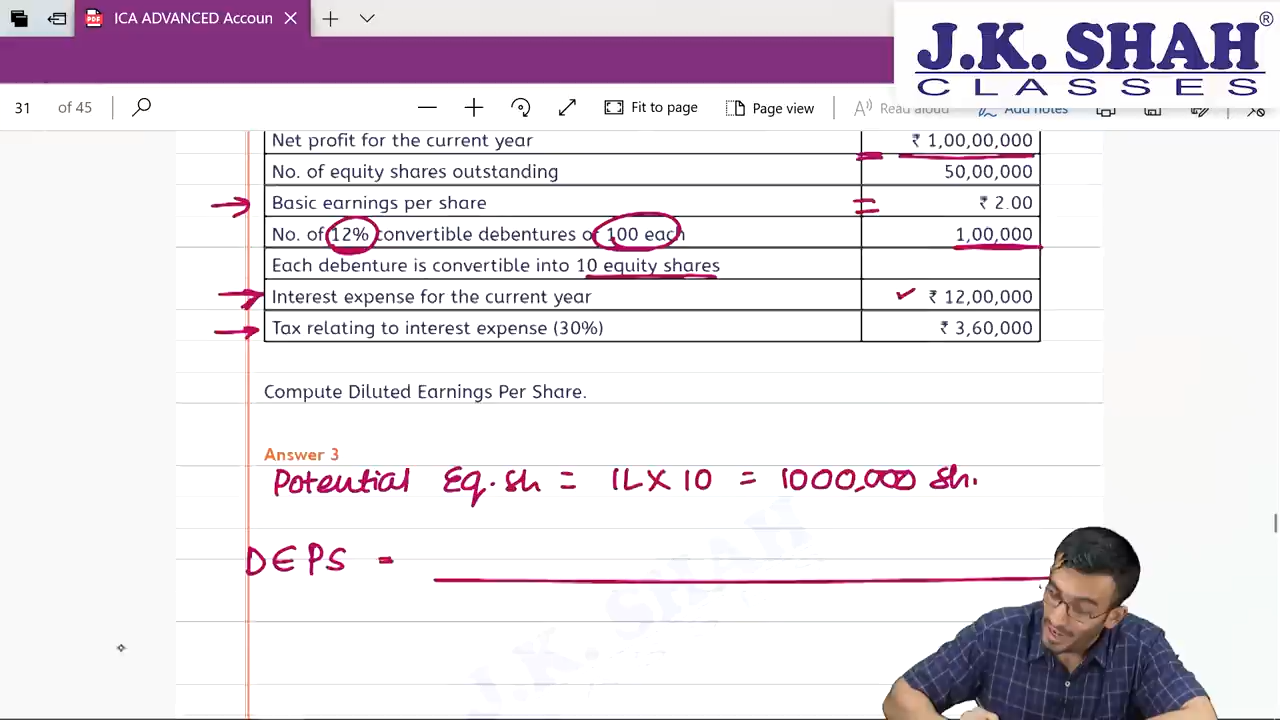 ICA ADVANCED Accoun
J.K. SHAH®
CLASSES
31 of 45
Fit to page
Page view
Read aloud
Add notes
Net profit for the current year ₹ 1,00,00,000
No. of equity shares outstanding 50,00,000
Basic earnings per share = ₹ 2.00
No. of 12% convertible debentures of 100 each 1,00,000
Each debenture is convertible into 10 equity shares
Interest expense for the current year ✓ ₹ 12,00,000
Tax relating to interest expense (30%) ₹ 3,60,000
Compute Diluted Earnings Per Share.
Answer 3
Potential Eq. Sh = 1L X 10 = 1000,000 Sh.
DEPS =
J.K. SHAH